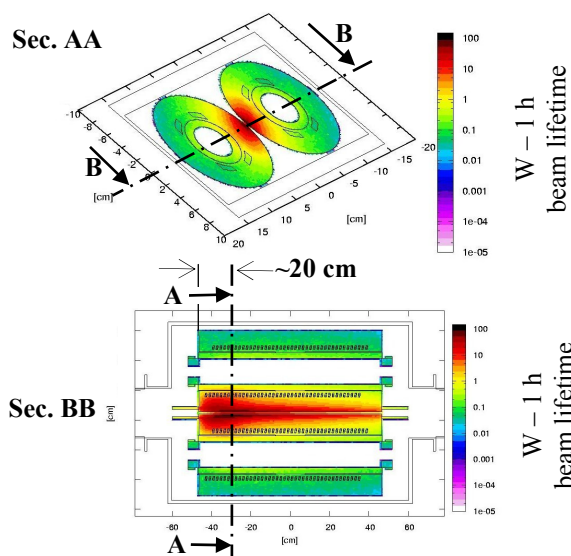 Sec. AA
B
B
-10
-8
-6
-4
-2
0
2
4
6
8
10
[cm]
20
15
10
5
0
-5
-10
-15
-20
[cm]
100
10
1
0.1
0.01
0.001
1e-04
1e-05
W – 1 h
beam lifetime
~20 cm
A
Sec. BB
[cm]
A
-60
-40
-20
0
20
40
60
[cm]
100
10
1
0.1
0.01
0.001
1e-04
1e-05
W – 1 h
beam lifetime